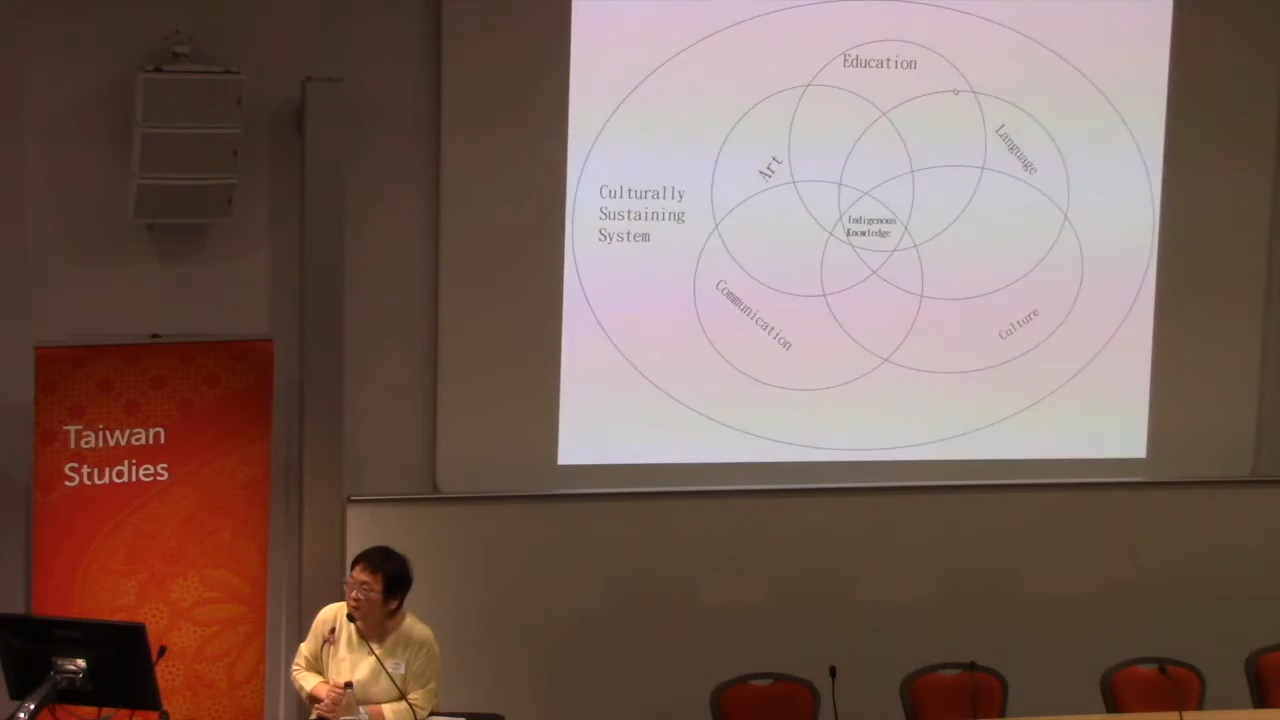 Education
Language
Art
Culturally
Sustaining
System
Indigenous
Knowledge
Communication
Culture
Taiwan
Studies